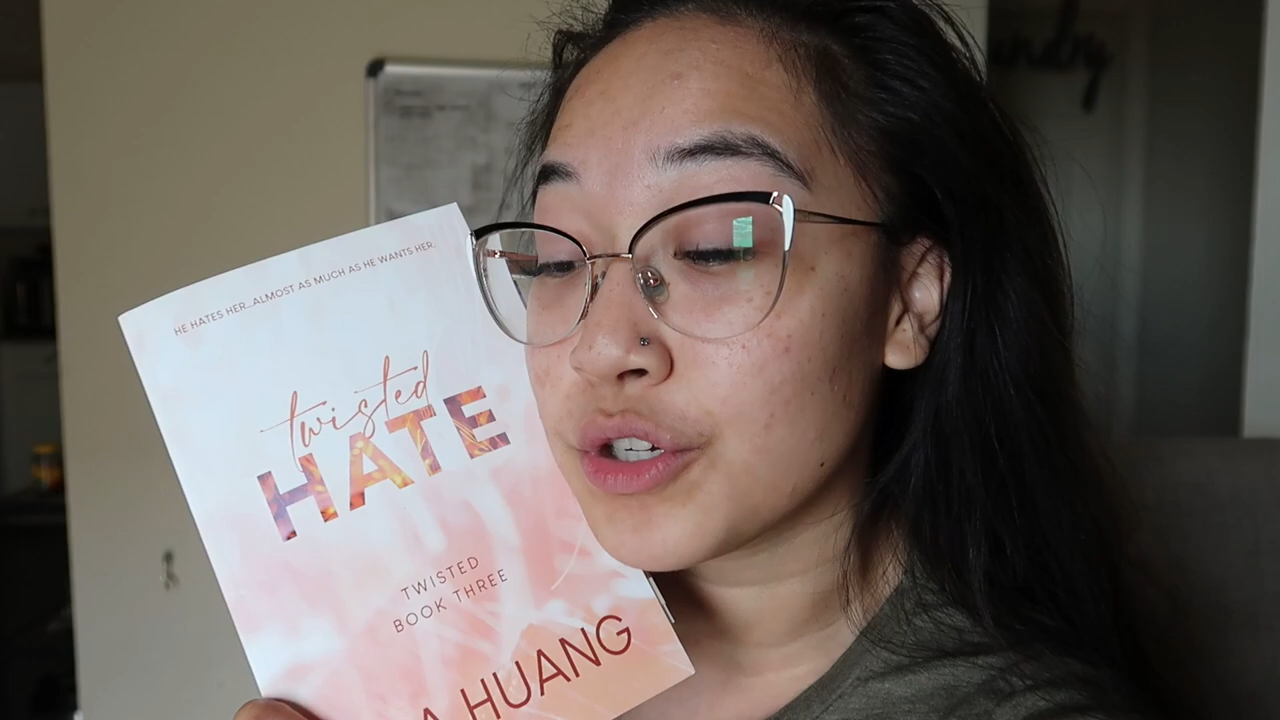 HE HATES HER...ALMOST AS MUCH AS HE WANTS HER.
twisted
HATE
TWISTED
BOOK THREE
A HUANG